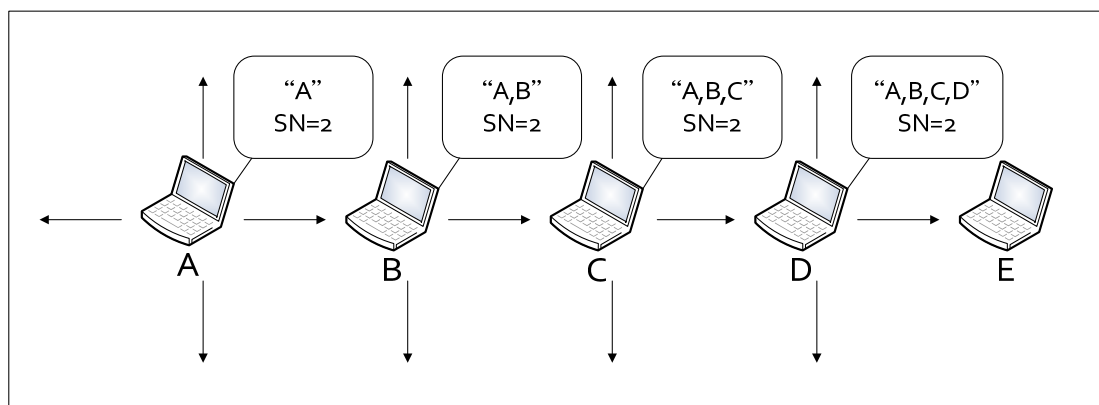 “A”
SN=2
“A,B”
SN=2
“A,B,C”
SN=2
“A,B,C,D”
SN=2
A
B
C
D
E